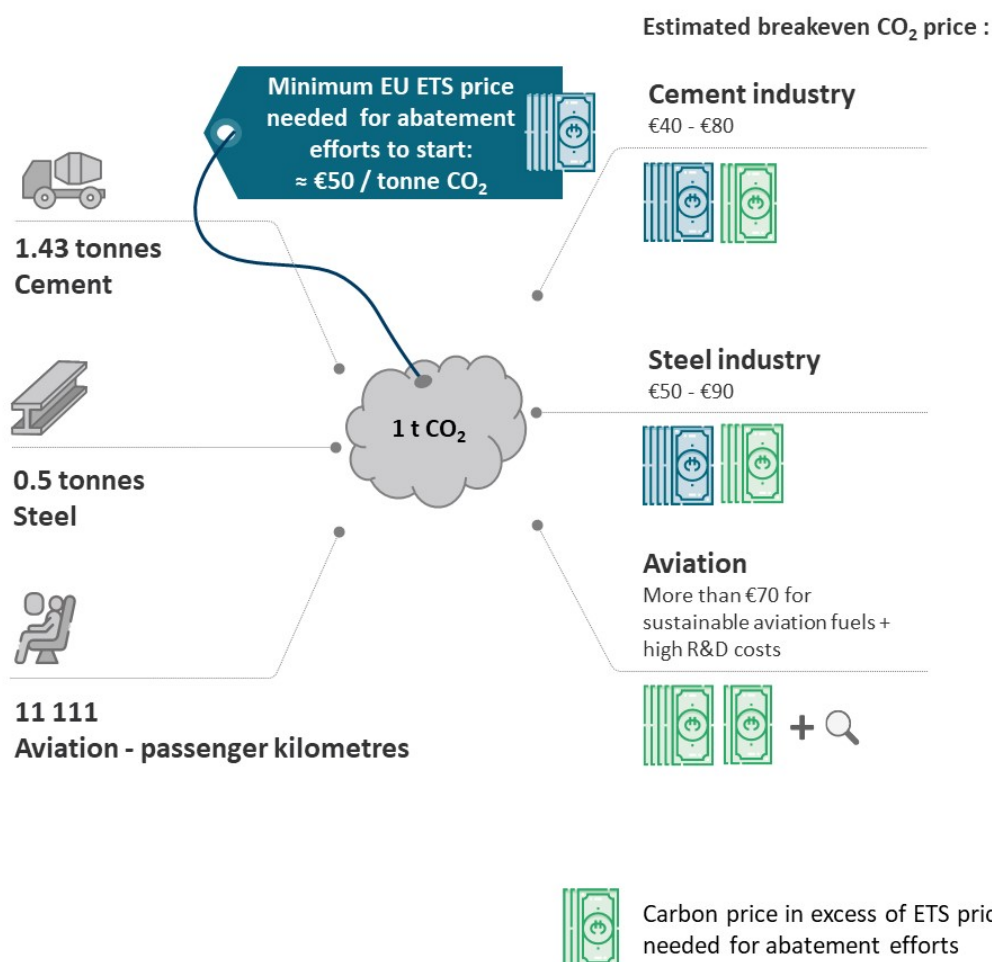 Estimated breakeven CO₂ price :
Minimum EU ETS price
needed for abatement
efforts to start:
≈ €50 / tonne CO₂
Cement industry
€40 - €80
1.43 tonnes
Cement
Steel industry
€50 - €90
1 t CO₂
0.5 tonnes
Steel
Aviation
More than €70 for
sustainable aviation fuels +
high R&D costs
11 111
Aviation - passenger kilometres
Carbon price in excess of ETS
needed for abatement efforts